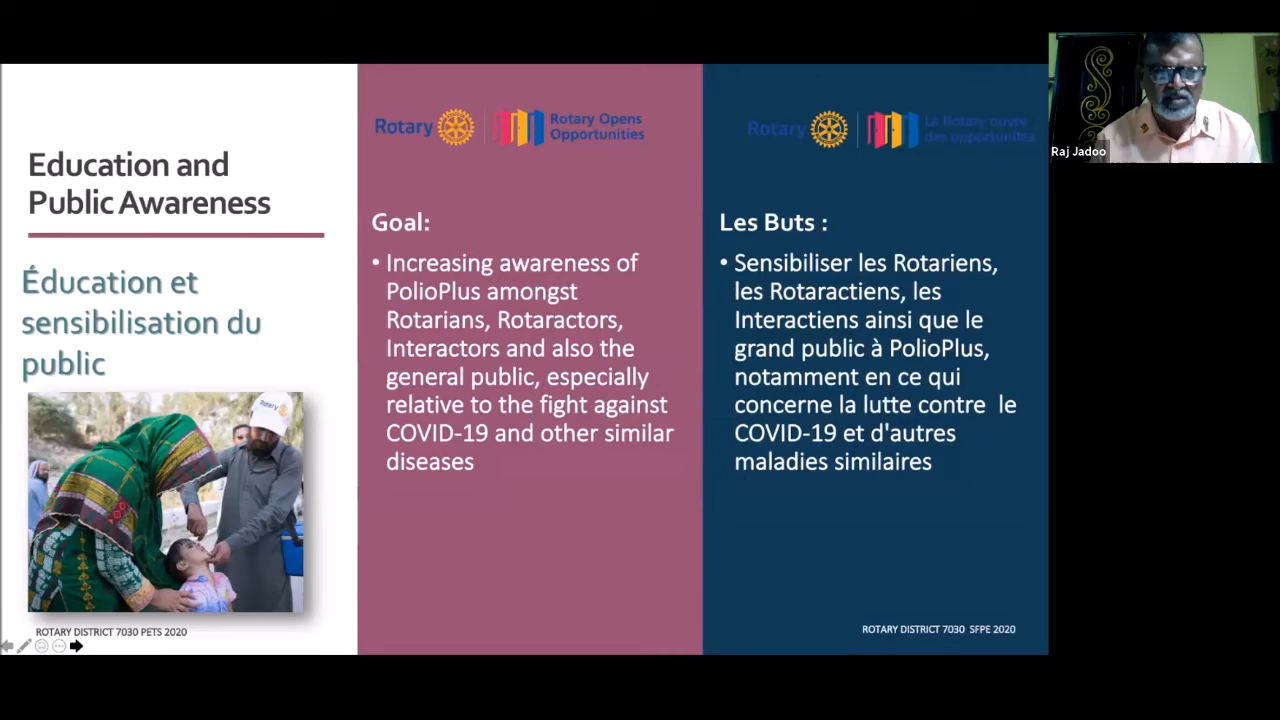 Education and
Public Awareness
Éducation et
sensibilisation du
public
Rotary
ROTARY DISTRICT 7030 PETS 2020
Rotary
Rotary Opens
Opportunities
Goal:
• Increasing awareness of
PolioPlus amongst
Rotarians, Rotaractors,
Interactors and also the
general public, especially
relative to the fight against
COVID-19 and other similar
diseases
Rotary
Le Rotary ouvre
des opportunités
Les Buts :
• Sensibiliser les Rotariens,
les Rotaractiens, les
Interactiens ainsi que le
grand public à PolioPlus,
notamment en ce qui
concerne la lutte contre  le
COVID-19 et d'autres
maladies similaires
ROTARY DISTRICT 7030  SFPE 2020
Raj Jadoo